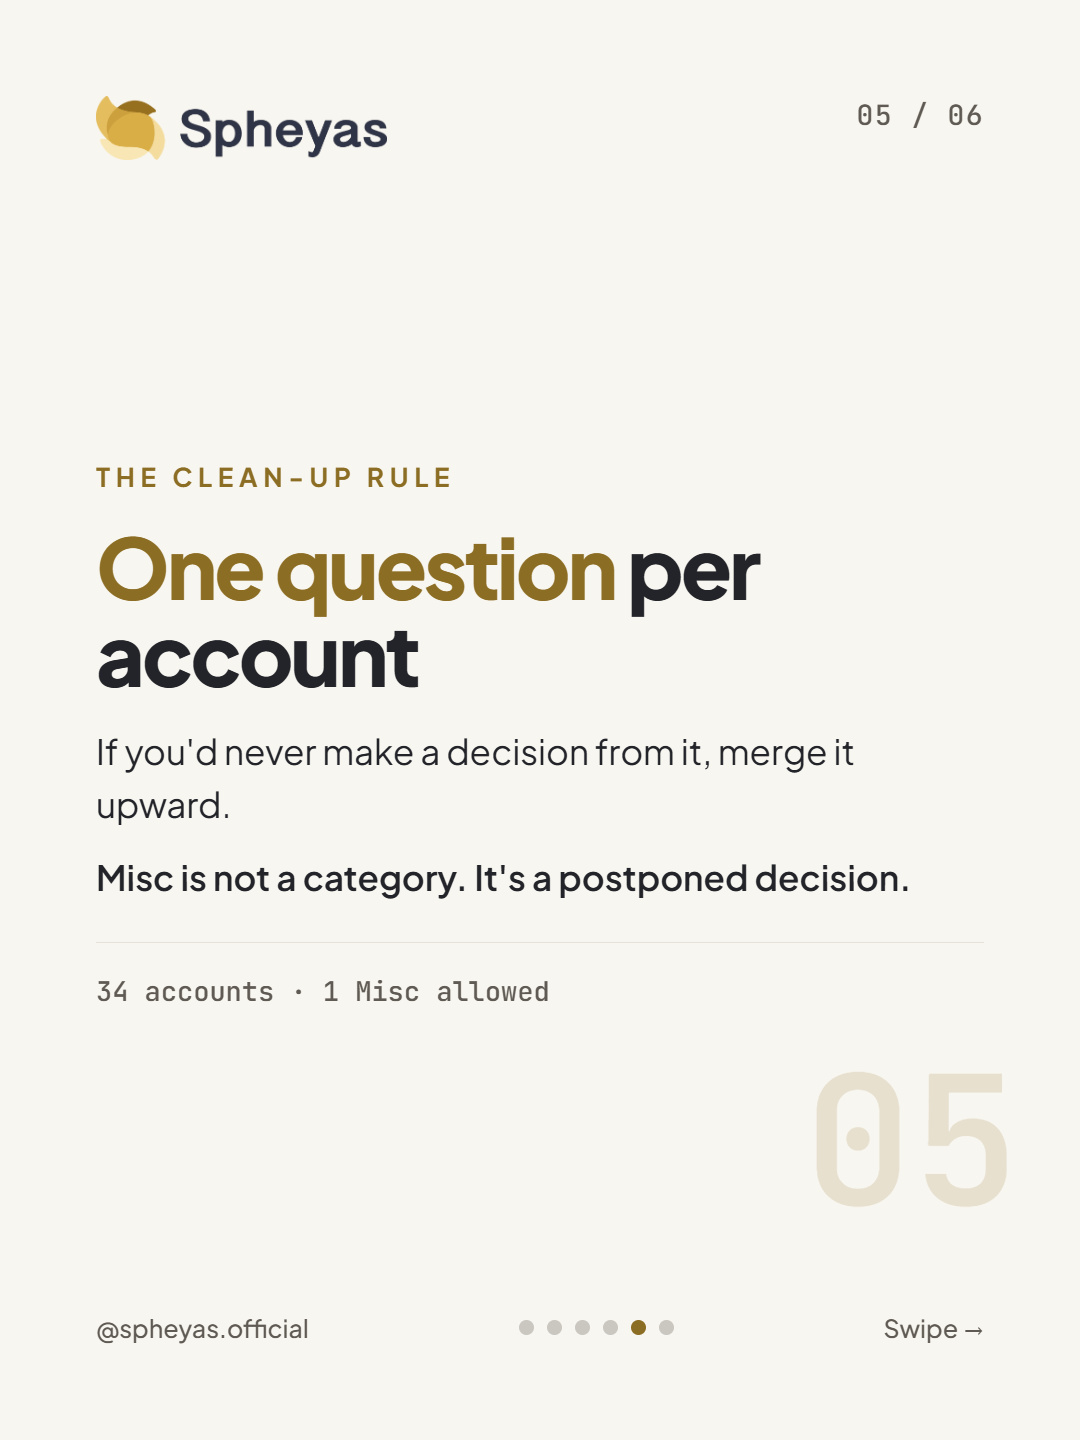 Spheyas
05 / 06
THE CLEAN-UP RULE
One question per
account
If you'd never make a decision from it, merge it
upward.
Misc is not a category. It's a postponed decision.
34 accounts · 1 Misc allowed
05
@spheyas.official
Swipe →